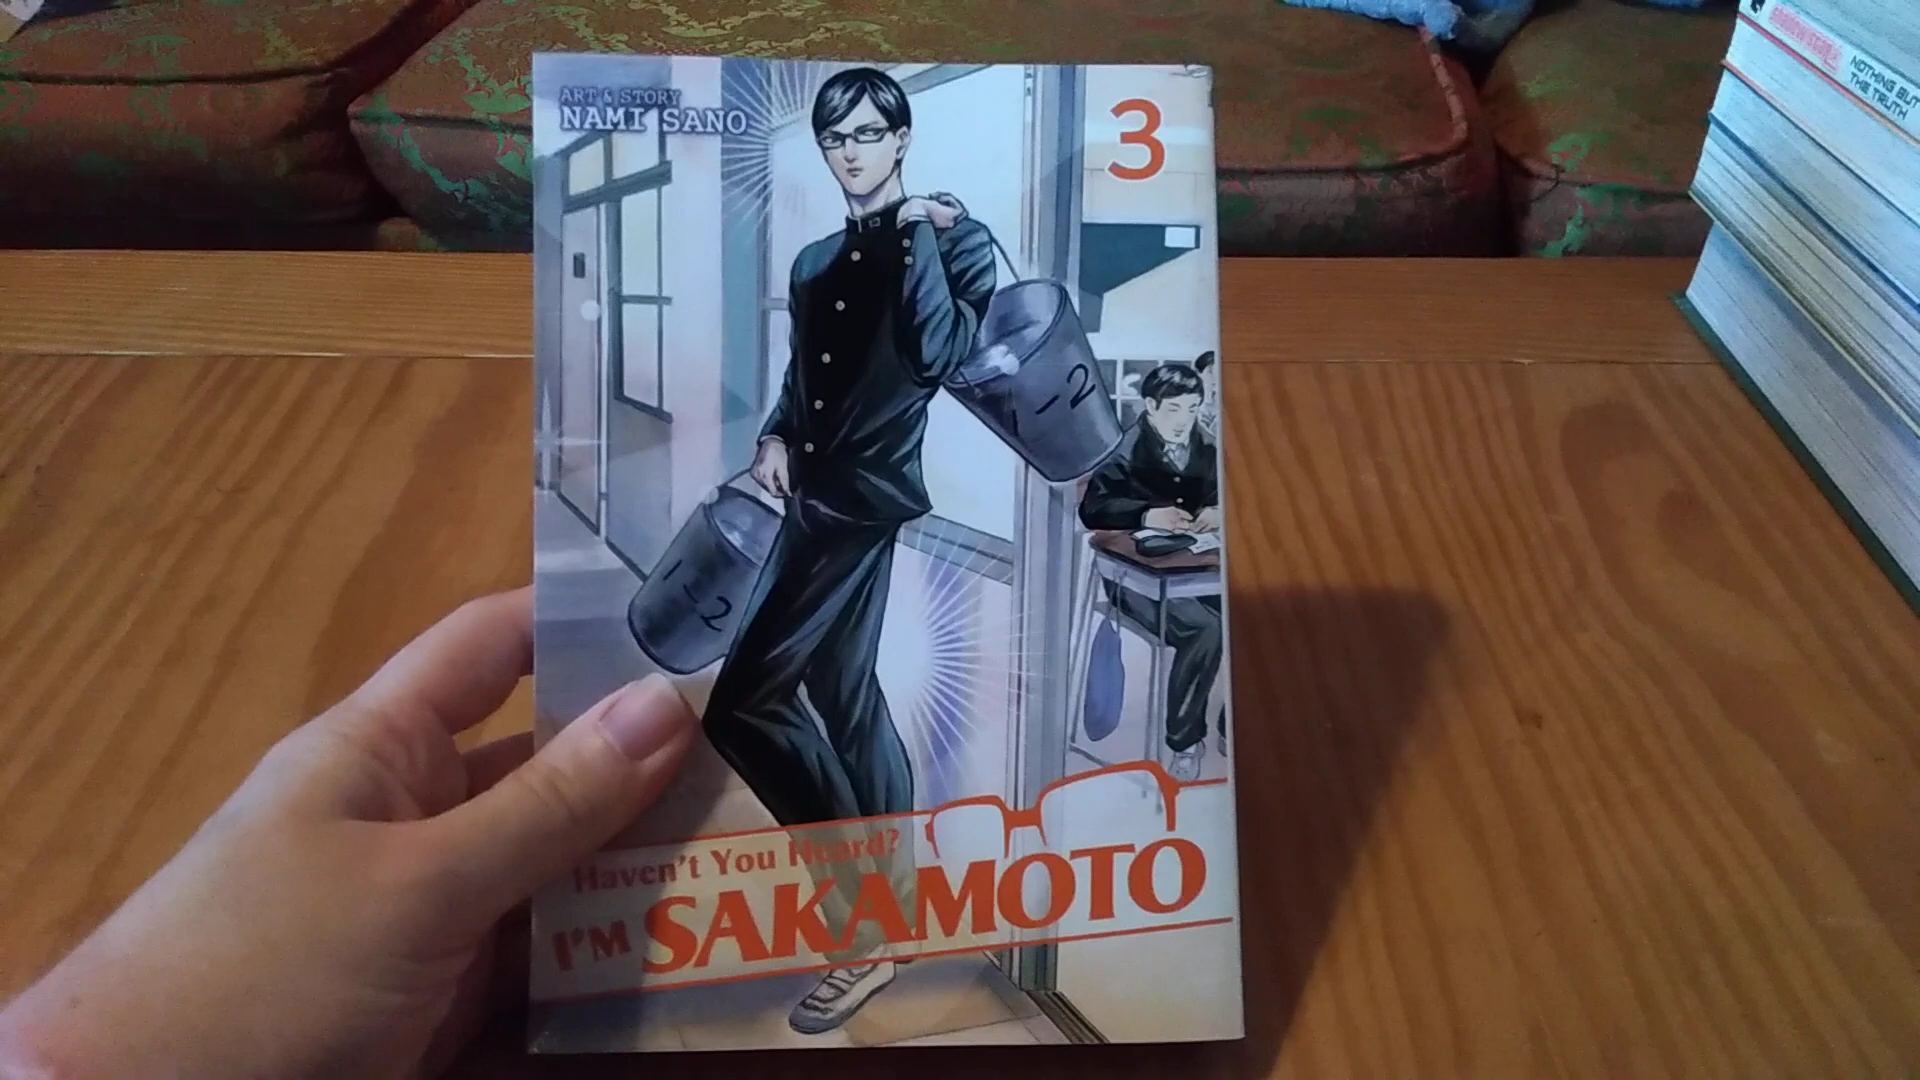 ART & STORY
NAMI SANO
3
1-2
1-2
Haven't You Heard?
I'M SAKAMOTO
NOTHING BUT
THE TRUTH